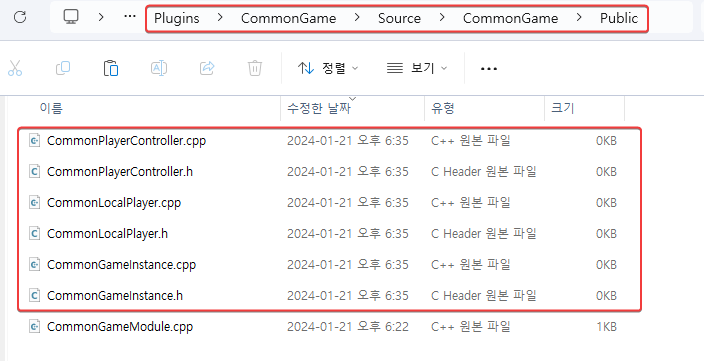 Plugins > CommonGame > Source > CommonGame > Public
정렬 보기
이름 수정한 날짜 유형 크기
CommonPlayerController.cpp 2024-01-21 오후 6:35 C++ 원본 파일 0KB
CommonPlayerController.h 2024-01-21 오후 6:35 C Header 원본 파일 0KB
CommonLocalPlayer.cpp 2024-01-21 오후 6:35 C++ 원본 파일 0KB
CommonLocalPlayer.h 2024-01-21 오후 6:35 C Header 원본 파일 0KB
CommonGameInstance.cpp 2024-01-21 오후 6:35 C++ 원본 파일 0KB
CommonGameInstance.h 2024-01-21 오후 6:35 C Header 원본 파일 0KB
CommonGameModule.cpp 2024-01-21 오후 6:22 C++ 원본 파일 1KB